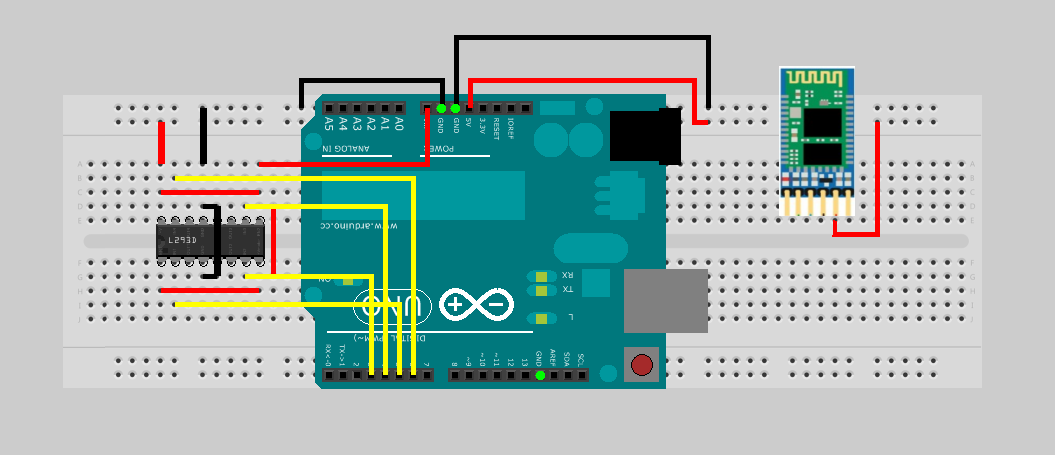 A5
A4
A3
A2
A1
A0
GND
GND
5V
3.3V
RESET
IOREF
ANALOG IN
POWER
www.arduino.cc
L293D
ON
UNO
RX
TX
L
DIGITAL (PWM ~)
RX<-0
TX->1
2
7
8
~9
~10
~11
12
13
GND
AREF
SDA
SCL
A
B
C
D
E
F
G
H
I
J